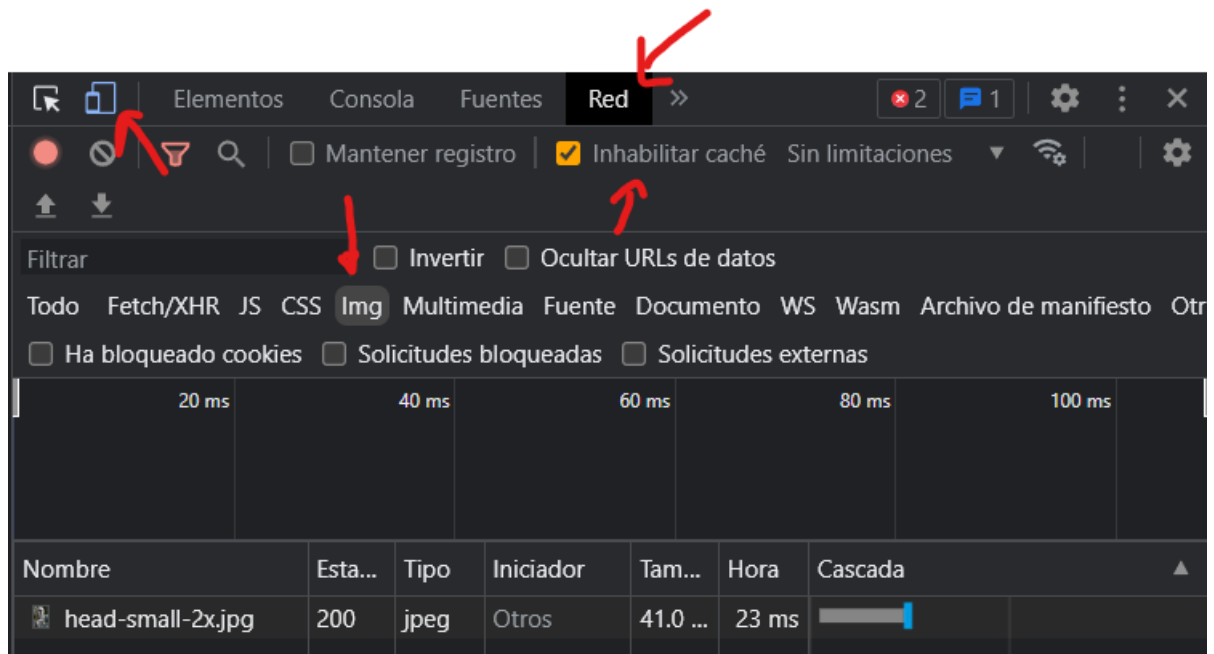 Elementos Consola Fuentes Red 2 1
Mantener registro Inhabilitar caché Sin limitaciones
Filtrar Invertir Ocultar URLs de datos
Todo Fetch/XHR JS CSS Img Multimedia Fuente Documento WS Wasm Archivo de manifiesto Otr
Ha bloqueado cookies Solicitudes bloqueadas Solicitudes externas
20 ms 40 ms 60 ms 80 ms 100 ms
Nombre Esta... Tipo Iniciador Tam... Hora Cascada
head-small-2x.jpg 200 jpeg Otros 41.0 ... 23 ms